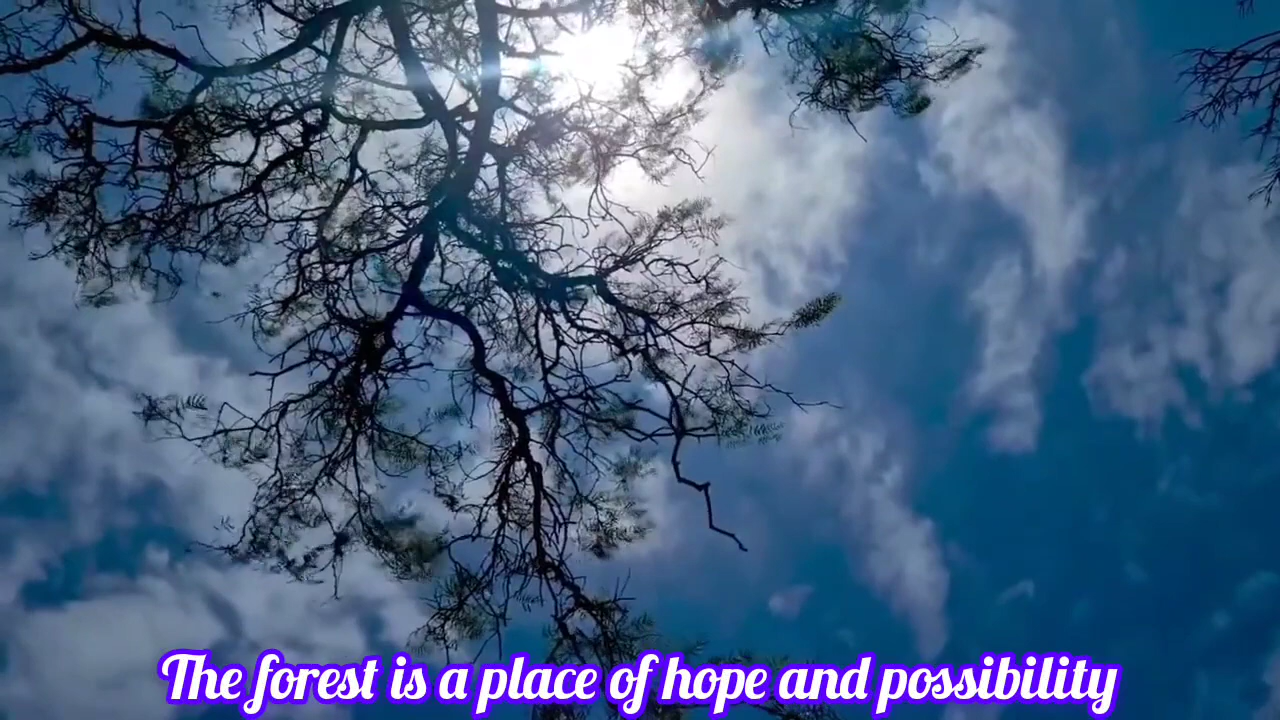 The forest is a place of hope and possibility